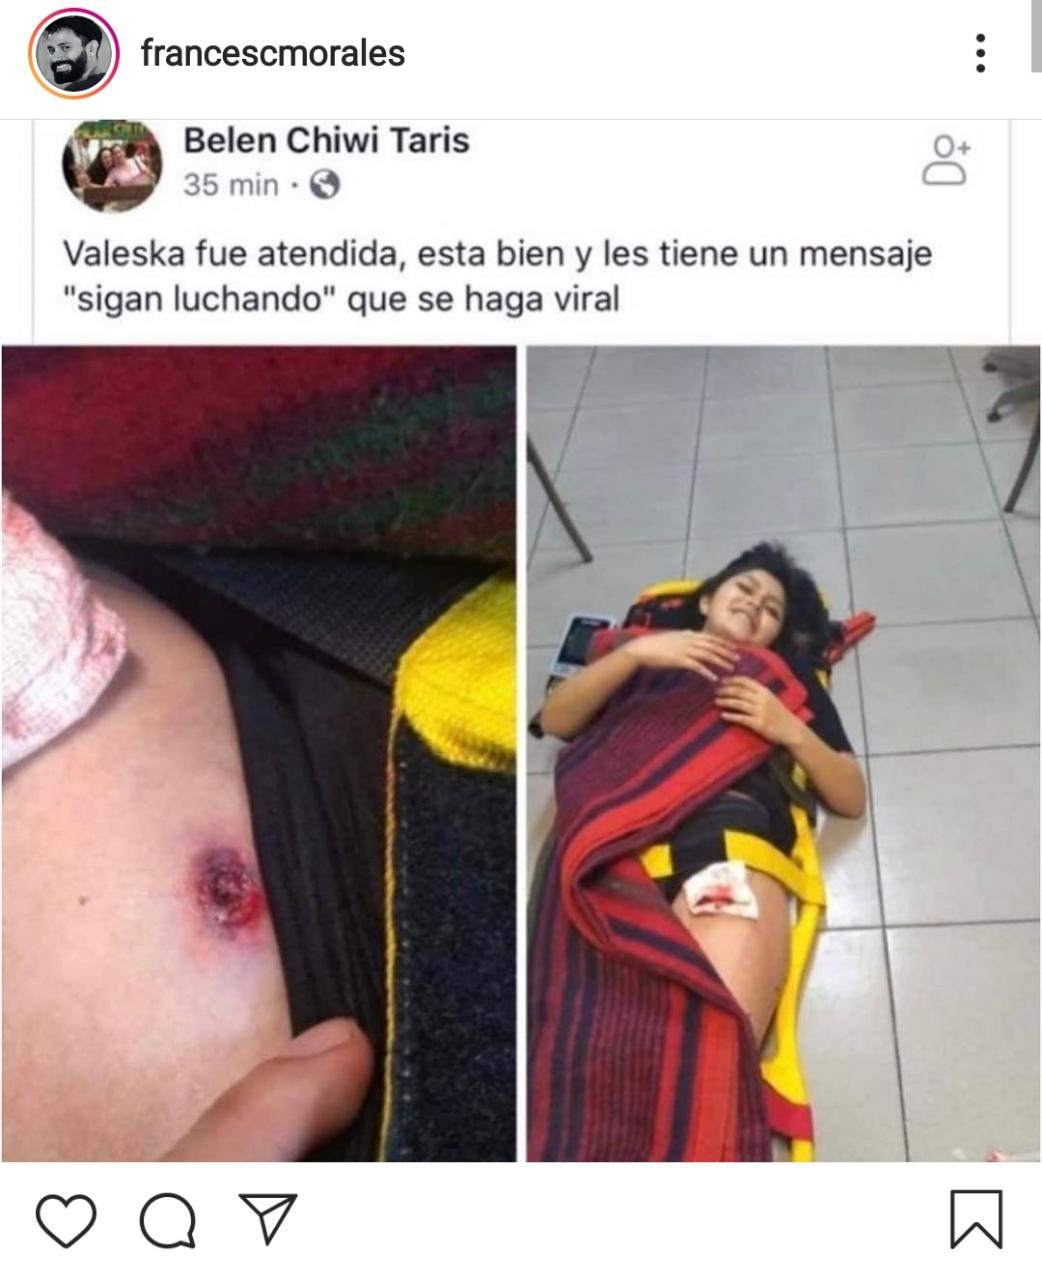 francescmorales
Belen Chiwi Taris
35 min ·
Valeska fue atendida, esta bien y les tiene un mensaje
"sigan luchando" que se haga viral